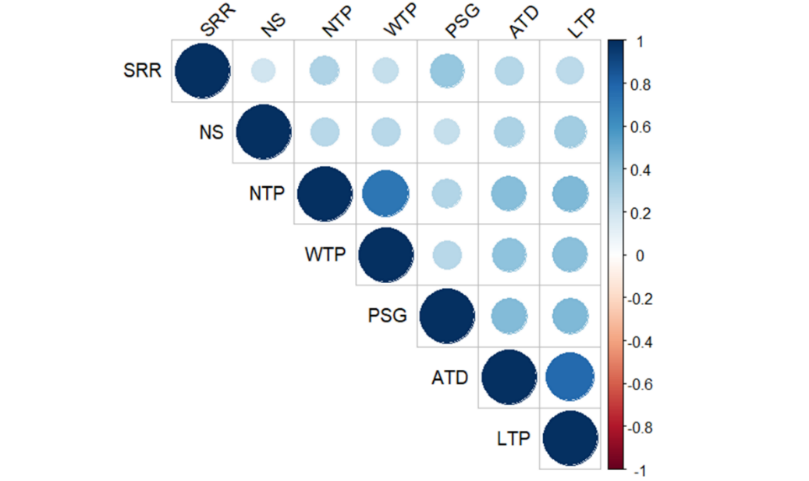 SRR NS NTP WTP PSG ATD LTP
SRR
NS
NTP
WTP
PSG
ATD
LTP
1
0.8
0.6
0.4
0.2
0
-0.2
-0.4
-0.6
-0.8
-1